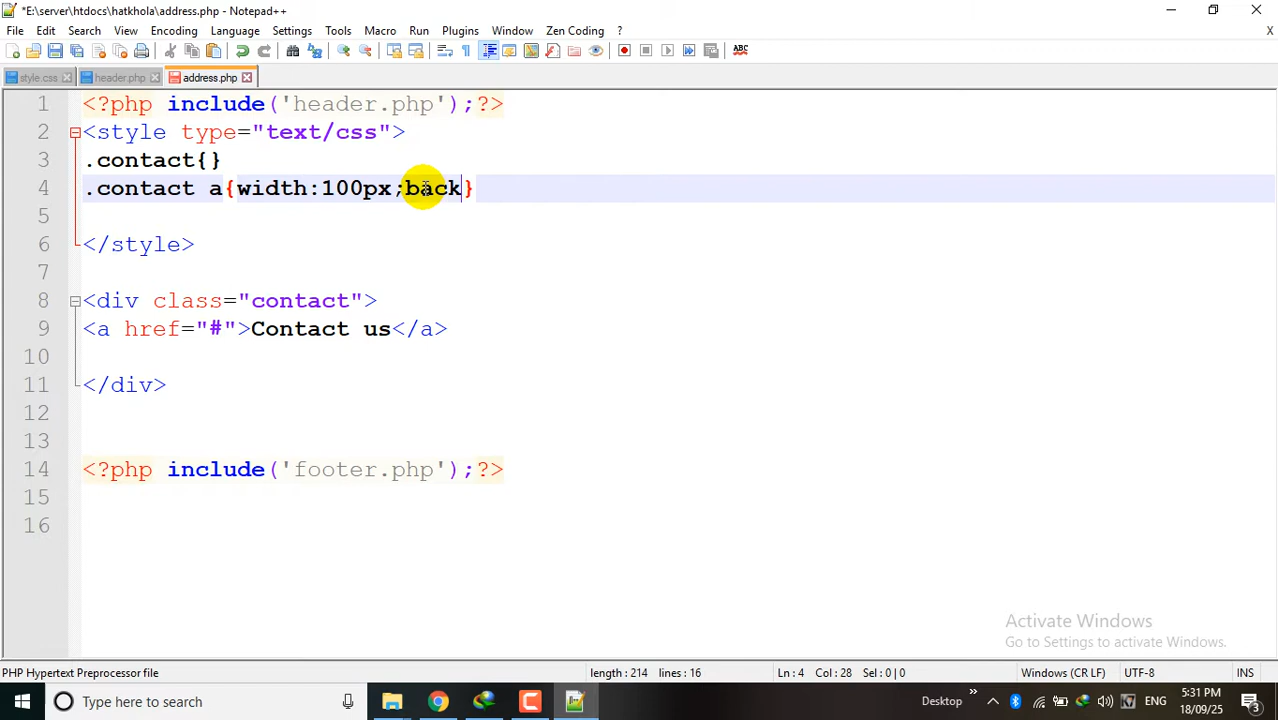 *E:\server\htdocs\hatkhola\address.php - Notepad++
File Edit Search View Encoding Language Settings Tools Macro Run Plugins Window Zen Coding ? X
ABC
style.css header.php address.php
1 <?php include('header.php');?>
2 <style type="text/css">
3 .contact{}
4 .contact a{width:100px;back}
5
6 </style>
7
8 <div class="contact">
9 <a href="#">Contact us</a>
10
11 </div>
12
13
14 <?php include('footer.php');?>
15
16
Activate Windows
Go to Settings to activate Windows.
PHP Hypertext Preprocessor file length : 214 lines : 16 Ln : 4 Col : 28 Sel : 0 | 0 Windows (CR LF) UTF-8 INS
Type here to search Desktop » ENG 5:31 PM 18/09/25 3